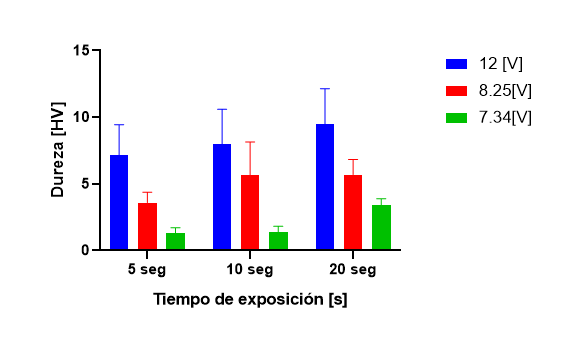 15
10
5
0
Dureza [HV]
5 seg
10 seg
20 seg
Tiempo de exposición [s]
12 [V]
8.25[V]
7.34[V]